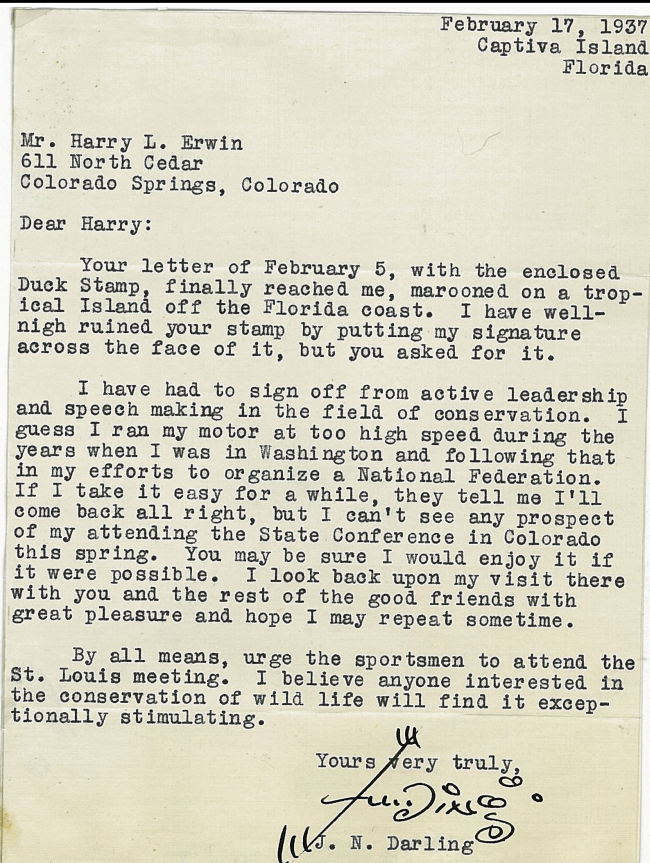 February 17, 1937
Captiva Island
Florida
Mr. Harry L. Erwin
611 North Cedar
Colorado Springs, Colorado
Dear Harry:
Your letter of February 5, with the enclosed
Duck Stamp, finally reached me, marooned on a trop-
ical Island off the Florida coast. I have well-
nigh ruined your stamp by putting my signature
across the face of it, but you asked for it.
I have had to sign off from active leadership
and speech making in the field of conservation. I
guess I ran my motor at too high speed during the
years when I was in Washington and following that
in my efforts to organize a National Federation.
If I take it easy for a while, they tell me I'll
come back all right, but I can't see any prospect
of my attending the State Conference in Colorado
this spring. You may be sure I would enjoy it if
it were possible. I look back upon my visit there
with you and the rest of the good friends with
great pleasure and hope I may repeat sometime.
By all means, urge the sportsmen to attend the
St. Louis meeting. I believe anyone interested in
the conservation of wild life will find it excep-
tionally stimulating.
Yours very truly,
J. N. Darling